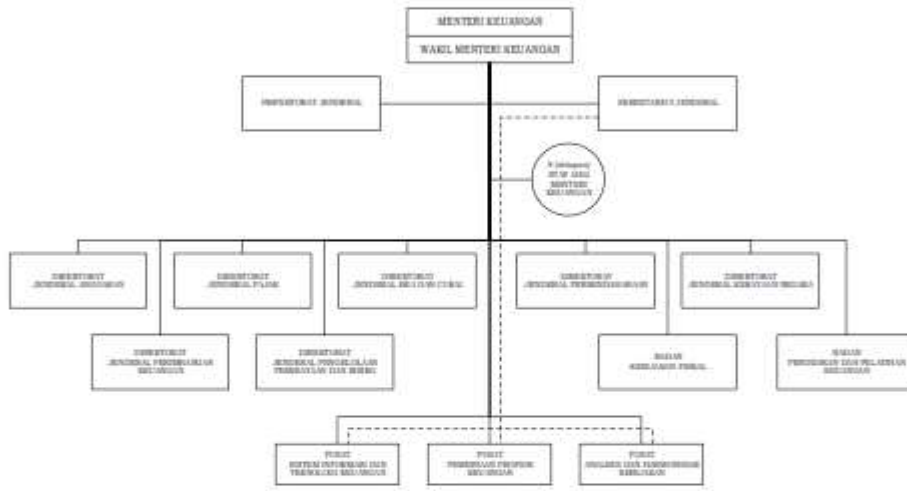 MENTERI KEUANGAN
WAKIL MENTERI KEUANGAN
INSPEKTORAT JENDERAL
SEKRETARIAT JENDERAL
STAF AHLI
MENTERI
KEUANGAN
DIREKTORAT
JENDERAL ANGGARAN
DIREKTORAT
JENDERAL PAJAK
DIREKTORAT
JENDERAL BEA DAN CUKAI
DIREKTORAT
JENDERAL PERBENDAHARAAN
DIREKTORAT
JENDERAL KEKAYAAN NEGARA
DIREKTORAT
JENDERAL PERIMBANGAN
KEUANGAN
DIREKTORAT
JENDERAL PENGELOLAAN
PEMBIAYAAN DAN RISIKO
BADAN
KEBIJAKAN FISKAL
BADAN
PENDIDIKAN DAN PELATIHAN
KEUANGAN
PUSAT
SISTEM INFORMASI DAN
TEKNOLOGI KEUANGAN
PUSAT
PEMBINAAN PROFESI
KEUANGAN
PUSAT
ANALISIS DAN HARMONISASI
KEBIJAKAN